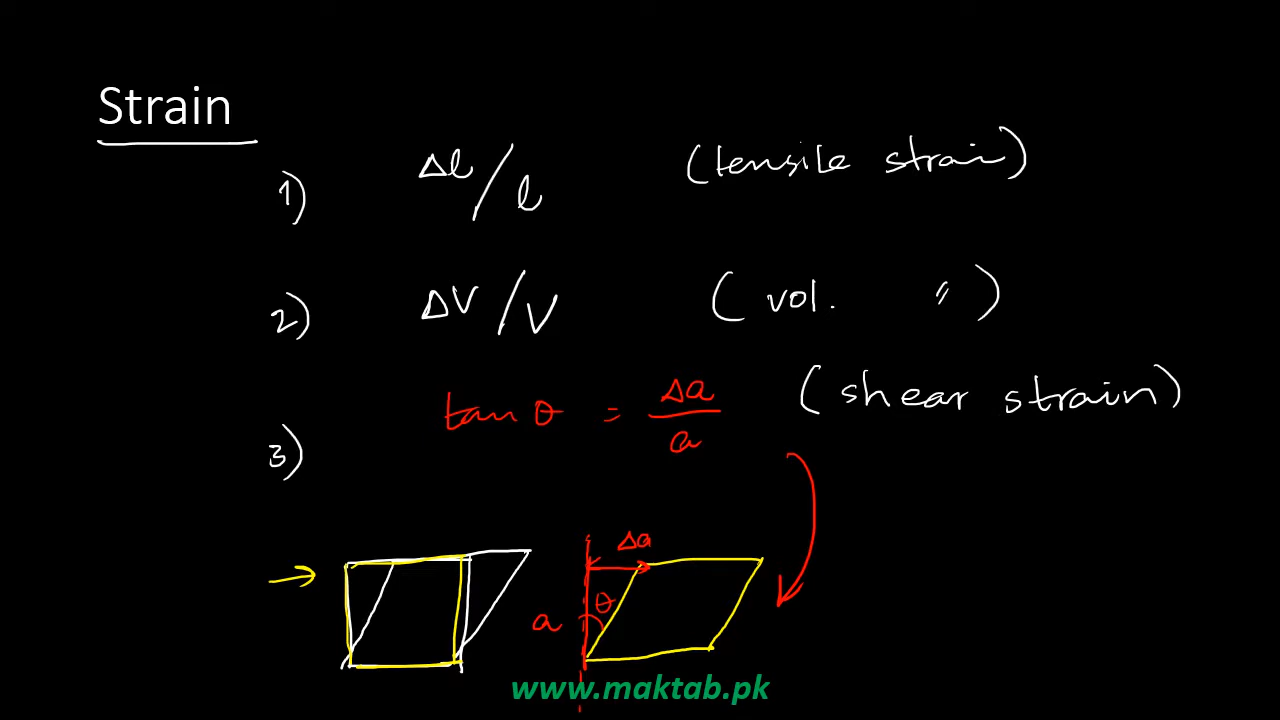 Strain
1) Δl/l (tensile strain)
2) ΔV/V (vol. 〃)
3) tan θ = Δa/a (shear strain)
Δa
θ
a
www.maktab.pk